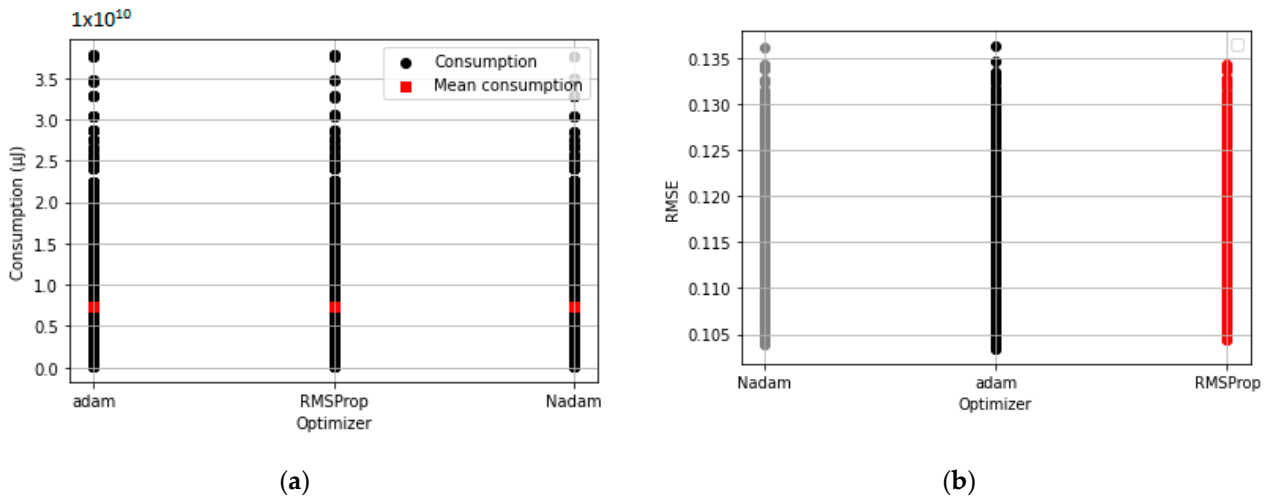 1x10¹⁰
3.5
3.0
2.5
2.0
1.5
1.0
0.5
0.0
Consumption (µJ)
Consumption
Mean consumption
adam RMSProp Nadam
Optimizer
(a)
0.135
0.130
0.125
0.120
0.115
0.110
0.105
RMSE
Nadam adam RMSProp
Optimizer
(b)